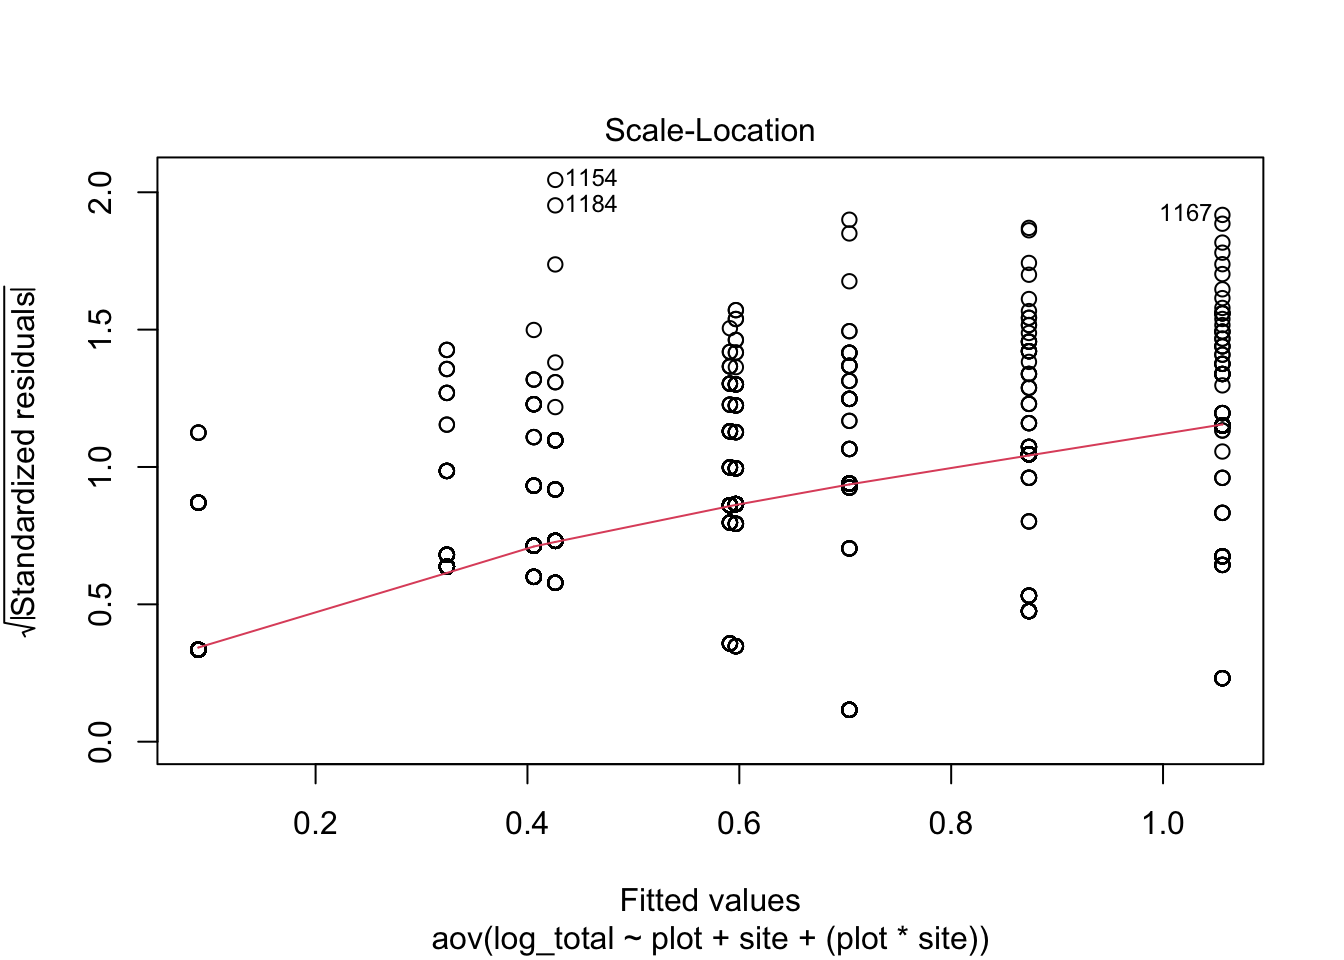 Scale-Location
√|Standardized residuals|
2.0
1.5
1.0
0.5
0.0
1154
1184
1167
0.2 0.4 0.6 0.8 1.0
Fitted values
aov(log_total ~ plot + site + (plot * site))